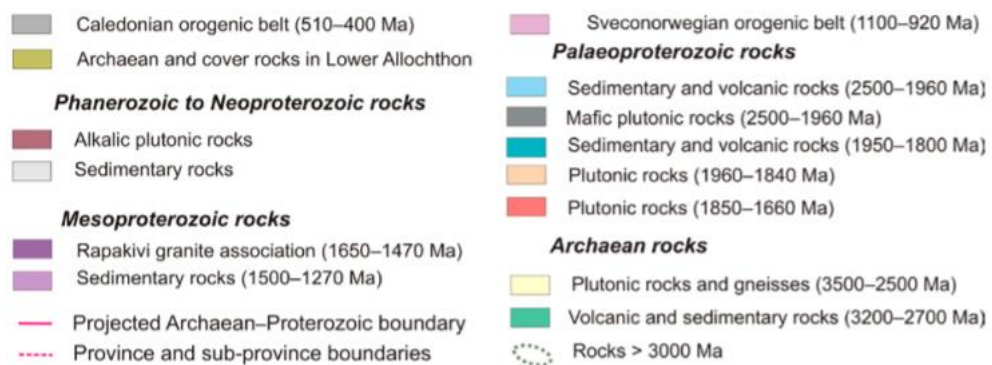 Caledonian orogenic belt (510–400 Ma)
Archaean and cover rocks in Lower Allochthon
Phanerozoic to Neoproterozoic rocks
Alkalic plutonic rocks
Sedimentary rocks
Mesoproterozoic rocks
Rapakivi granite association (1650–1470 Ma)
Sedimentary rocks (1500–1270 Ma)
Projected Archaean–Proterozoic boundary
Province and sub-province boundaries
Sveconorwegian orogenic belt (1100–920 Ma)
Palaeoproterozoic rocks
Sedimentary and volcanic rocks (2500–1960 Ma)
Mafic plutonic rocks (2500–1960 Ma)
Sedimentary and volcanic rocks (1950–1800 Ma)
Plutonic rocks (1960–1840 Ma)
Plutonic rocks (1850–1660 Ma)
Archaean rocks
Plutonic rocks and gneisses (3500–2500 Ma)
Volcanic and sedimentary rocks (3200–2700 Ma)
Rocks > 3000 Ma